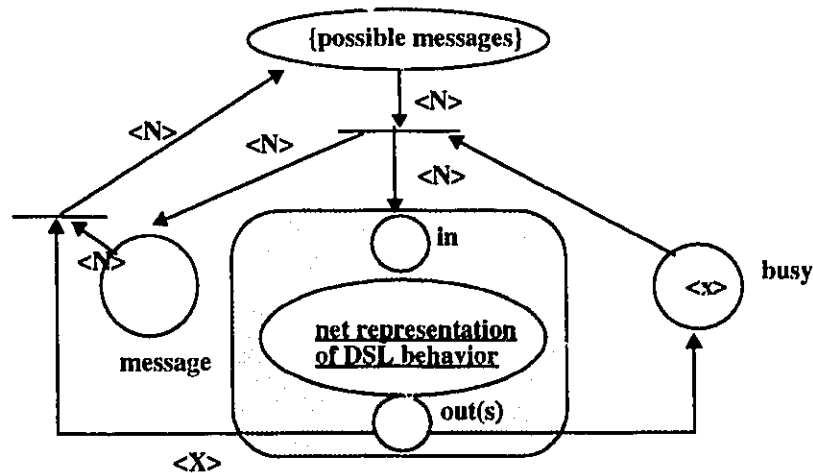 {possible messages}
<N>
<N>
<N>
<N>
in
<N>
<x>
busy
net representation
of DSL behavior
message
out(s)
<X>